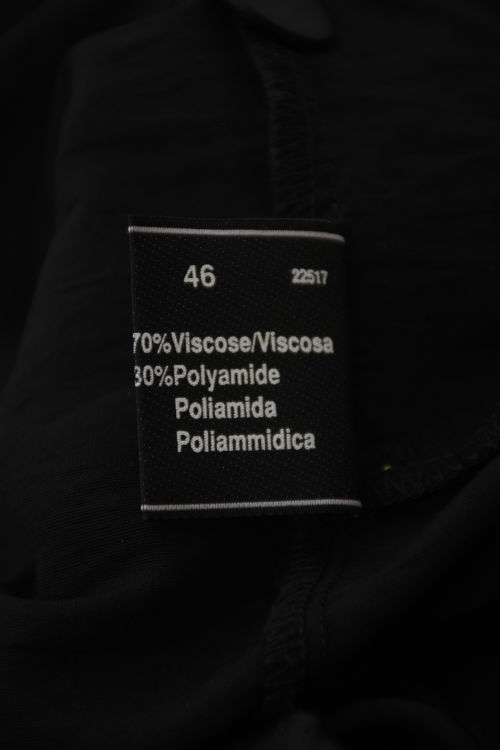 46 22517
70%Viscose/Viscosa
30%Polyamide
Poliamida
Poliammidica